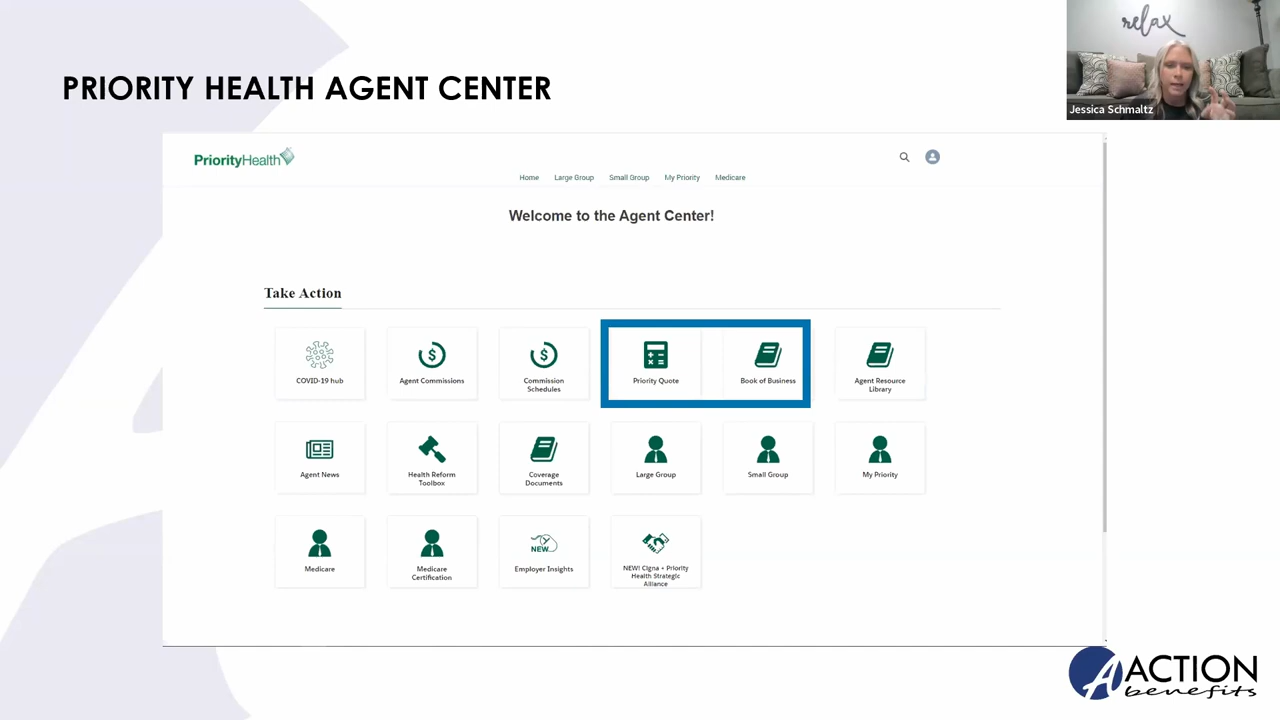 relax
Jessica Schmaltz
PRIORITY HEALTH AGENT CENTER
PriorityHealth
Home Large Group Small Group My Priority Medicare
Welcome to the Agent Center!
Take Action
COVID-19 hub
Agent Commissions
Commission
Schedules
Priority Quote
Book of Business
Agent Resource
Library
Agent News
Health Reform
Toolbox
Coverage
Documents
Large Group
Small Group
My Priority
Medicare
Medicare
Certification
NEW
Employer Insights
NEW! Cigna + Priority
Health Strategic
Alliance
A ACTION
benefits